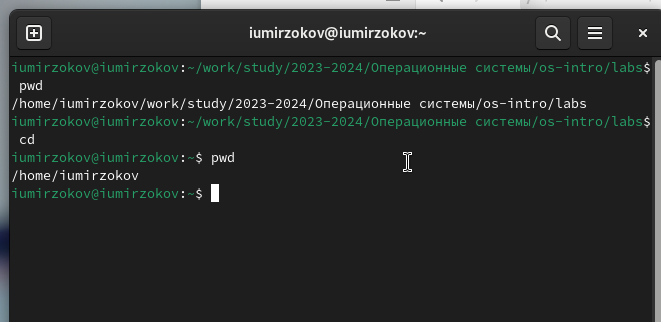 iumirzokov@iumirzokov:~
iumirzokov@iumirzokov:~/work/study/2023-2024/Операционные системы/os-intro/labs$
pwd
/home/iumirzokov/work/study/2023-2024/Операционные системы/os-intro/labs
iumirzokov@iumirzokov:~/work/study/2023-2024/Операционные системы/os-intro/labs$
cd
iumirzokov@iumirzokov:~$ pwd
/home/iumirzokov
iumirzokov@iumirzokov:~$